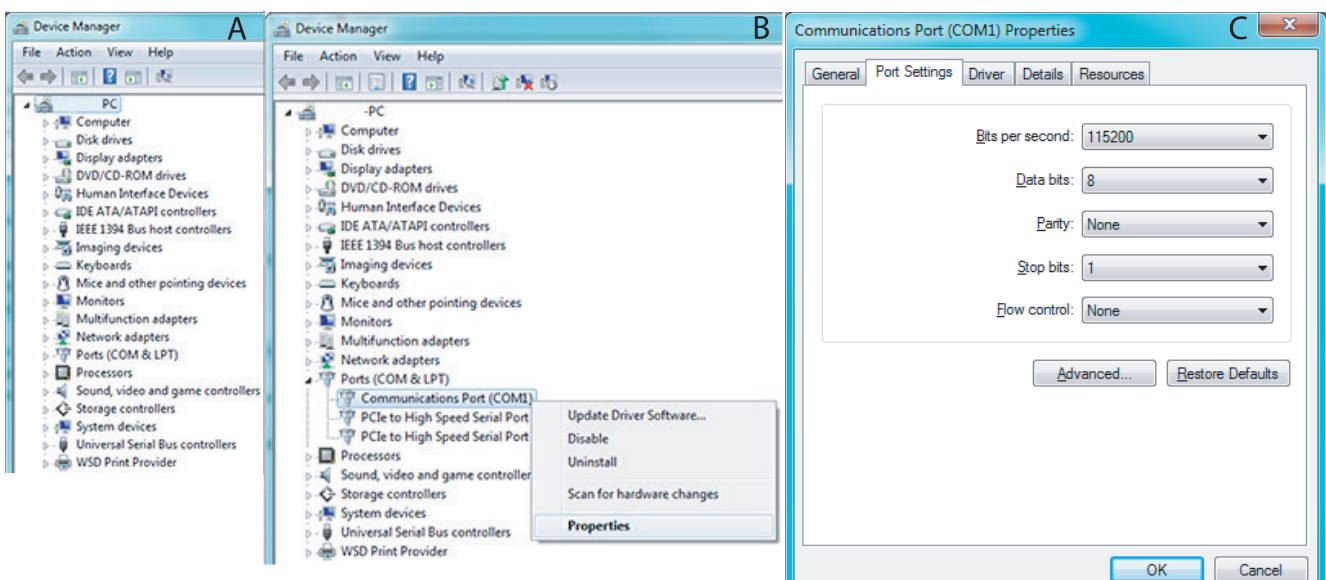 Device Manager
A
File Action View Help
PC
Computer
Disk drives
Display adapters
DVD/CD-ROM drives
Human Interface Devices
IDE ATA/ATAPI controllers
IEEE 1394 Bus host controllers
Imaging devices
Keyboards
Mice and other pointing devices
Monitors
Multifunction adapters
Network adapters
Ports (COM & LPT)
Processors
Sound, video and game controllers
Storage controllers
System devices
Universal Serial Bus controllers
WSD Print Provider
Device Manager
B
File Action View Help
-PC
Computer
Disk drives
Display adapters
DVD/CD-ROM drives
Human Interface Devices
IDE ATA/ATAPI controllers
IEEE 1394 Bus host controllers
Imaging devices
Keyboards
Mice and other pointing devices
Monitors
Multifunction adapters
Network adapters
Ports (COM & LPT)
Communications Port (COM1)
PCIe to High Speed Serial Port
PCIe to High Speed Serial Port
Processors
Sound, video and game controller
Storage controllers
System devices
Universal Serial Bus controllers
WSD Print Provider
Update Driver Software...
Disable
Uninstall
Scan for hardware changes
Properties
Communications Port (COM1) Properties
C
General Port Settings Driver Details Resources
Bits per second: 115200
Data bits: 8
Parity: None
Stop bits: 1
Flow control: None
Advanced... Restore Defaults
OK Cancel